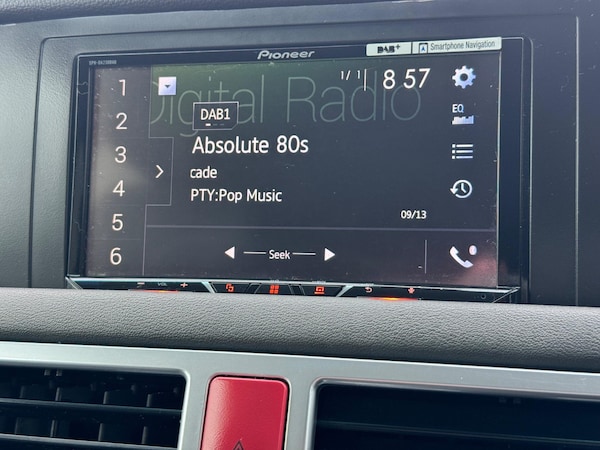 Pioneer
DAB+
Smartphone Navigation
Digital Radio
1/1
8 57
DAB1
Absolute 80s
cade
PTY:Pop Music
09/13
Seek
EQ
1
2
3
4
5
6
VOL